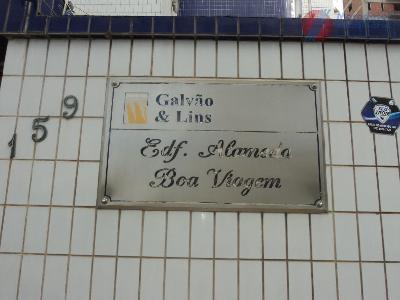 159
Galvão
& Lins
Edf. Alameda
Boa Viagem